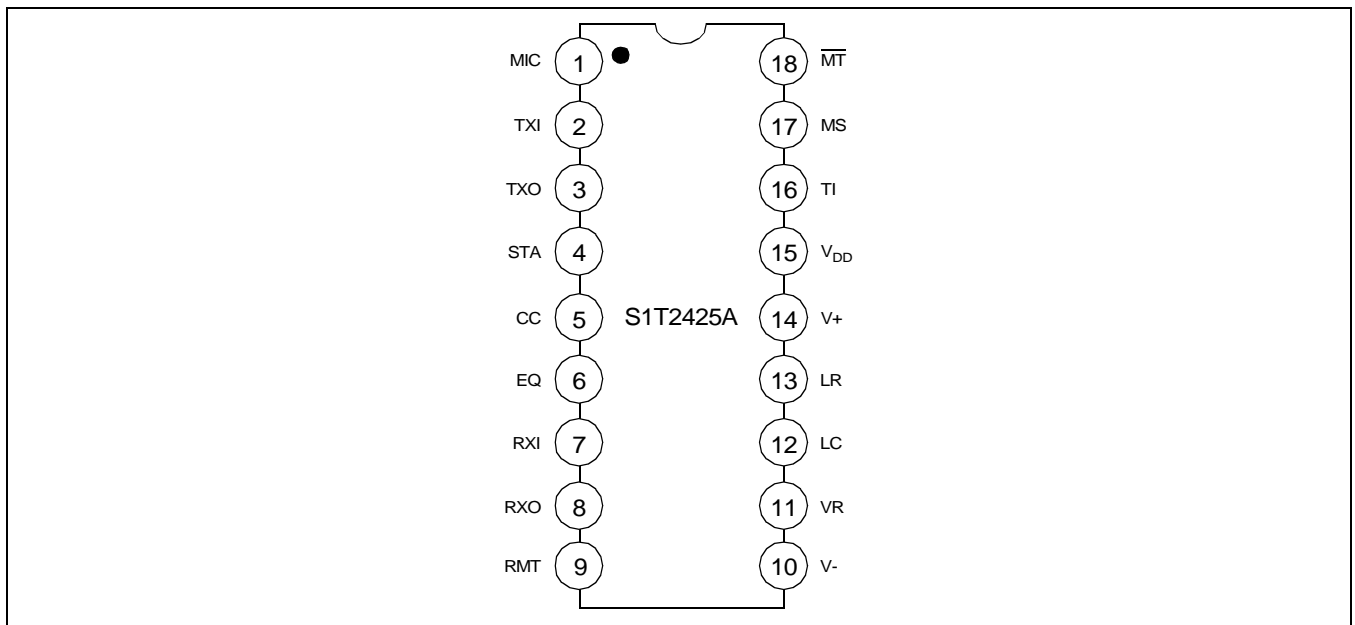 MIC 1 18 M̅T̅
TXI 2 17 MS
TXO 3 16 TI
STA 4 15 VDD
CC 5 S1T2425A 14 V+
EQ 6 13 LR
RXI 7 12 LC
RXO 8 11 VR
RMT 9 10 V-